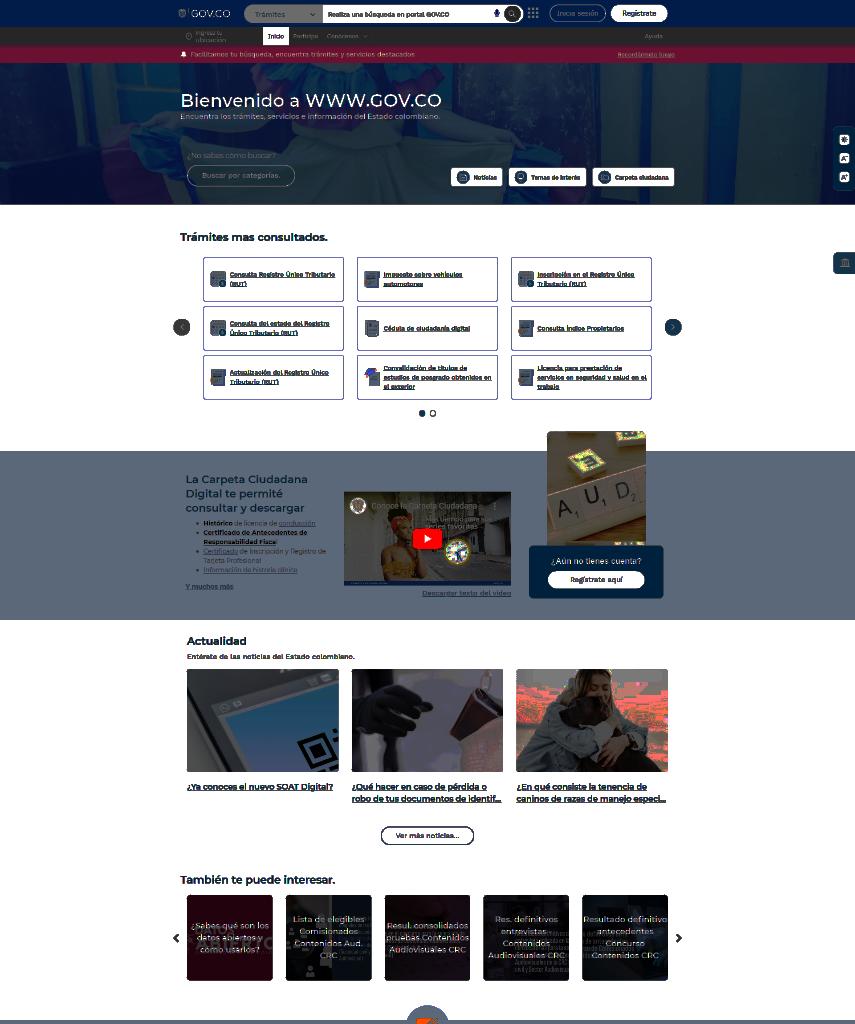 GOV.CO
Trámites
Realiza una búsqueda en portal GOV.CO
Inicia sesión
Regístrate
Ingresa tu
ubicación
Inicio
Participa
Conócenos
Ayuda
Facilitamos tu búsqueda, encuentra trámites y servicios destacados
Recordármelo luego
Bienvenido a WWW.GOV.CO
Encuentra los trámites, servicios e información del Estado colombiano.
¿No sabes cómo buscar?
Buscar por categorías.
Noticias
Temas de interés
Carpeta ciudadana
Trámites mas consultados.
Consulta Registro Único Tributario
(RUT)
Impuesto sobre vehículos
automotores
Inscripción en el Registro Único
Tributario (RUT)
Consulta del estado del Registro
Único Tributario (RUT)
Cédula de ciudadanía digital
Consulta Índice Propietarios
Actualización del Registro Único
Tributario (RUT)
Convalidación de títulos de
estudios de posgrado obtenidos en
el exterior
Licencia para prestación de
servicios en seguridad y salud en el
trabajo
La Carpeta Ciudadana
Digital te permité
consultar y descargar
Histórico de licencia de conducción
Certificado de Antecedentes de
Responsabilidad Fiscal
Certificado de Inscripción y Registro de
Tarjeta Profesional
Información de historia clínica
Y muchos más
Conoce la Carpeta Ciudadana
Más tiempo para tus
series favoritas
Descargar texto del video
A U D
¿Aún no tienes cuenta?
Regístrate aquí
Actualidad
Entérate de las noticias del Estado colombiano.
¿Ya conoces el nuevo SOAT Digital?
¿Qué hacer en caso de pérdida o
robo de tus documentos de identif...
¿En qué consiste la tenencia de
caninos de razas de manejo especi...
Ver más noticias...
También te puede interesar.
¿Sabes qué son los
datos abiertos y
cómo usarlos?
Lista de elegibles
Comisionados
Contenidos Aud.
CRC
Resul. consolidados
pruebas Contenidos
Audiovisuales CRC
Res. definitivos
entrevistas
Contenidos
Audiovisuales CRC
Resultado definitivo
antecedentes
Concurso
Contenidos CRC